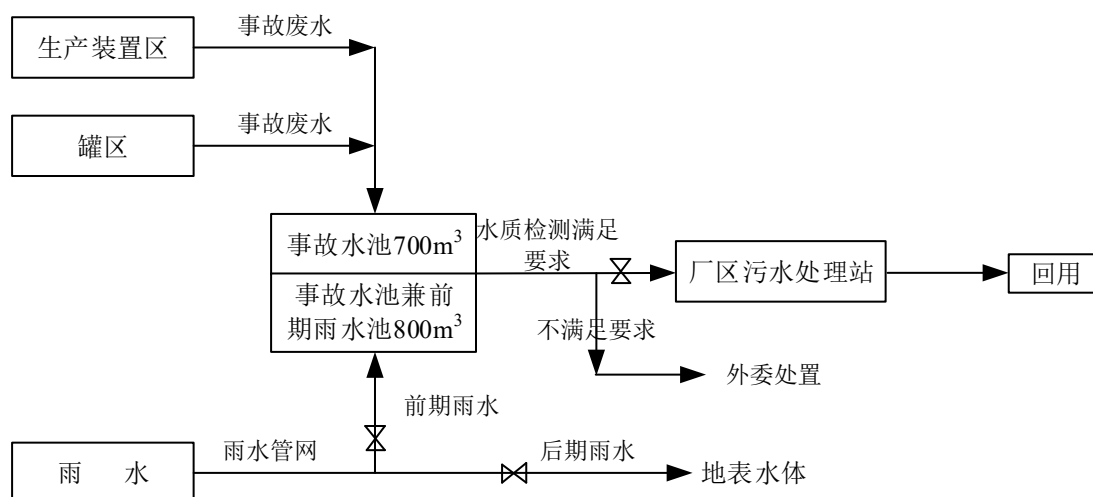 事故废水
生产装置区
事故废水
罐区
事故水池700m³
水质检测满足
要求
厂区污水处理站
回用
事故水池兼前
期雨水池800m³
不满足要求
外委处置
前期雨水
雨水管网
后期雨水
雨 水
地表水体